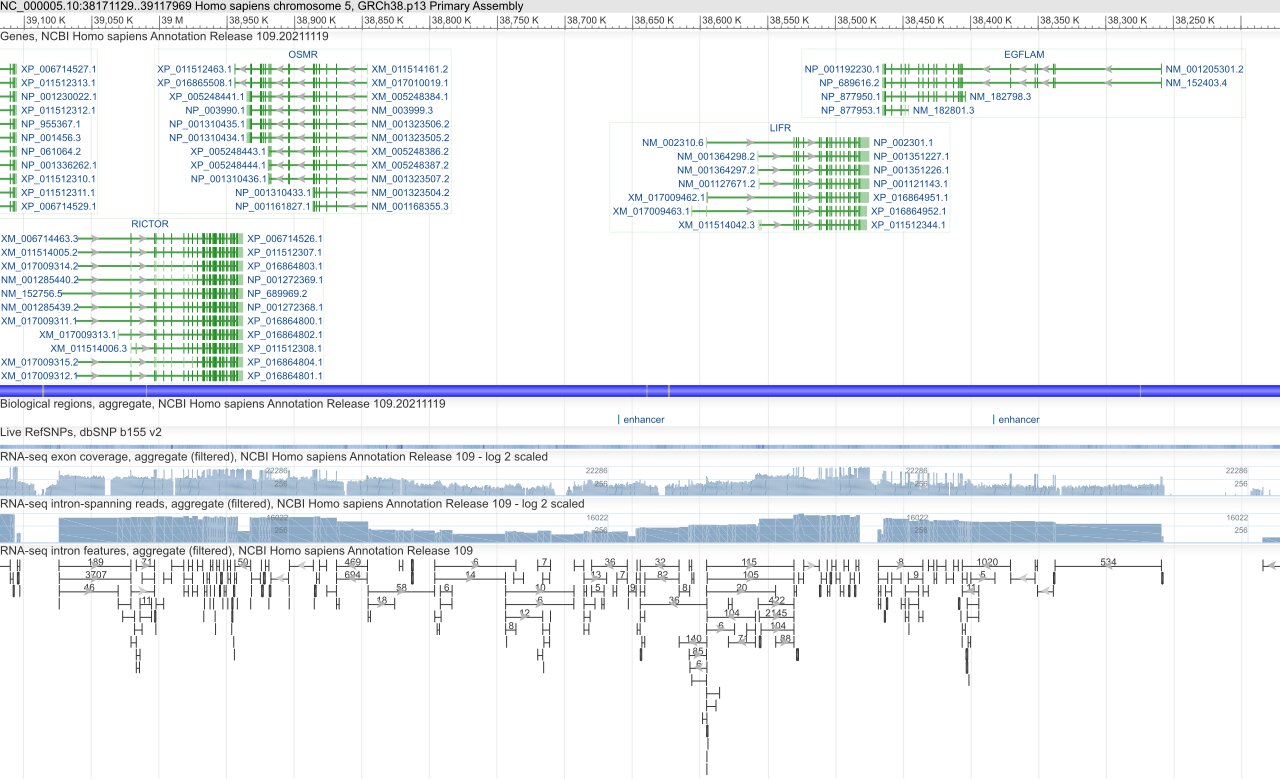 NC_000005.10:38171129..39117969 Homo sapiens chromosome 5, GRCh38.p13 Primary Assembly
39,100 K 39,050 K 39 M 38,950 K 38,900 K 38,850 K 38,800 K 38,750 K 38,700 K 38,650 K 38,600 K 38,550 K 38,500 K 38,450 K 38,400 K 38,350 K 38,300 K 38,250 K
Genes, NCBI Homo sapiens Annotation Release 109.20211119
OSMR EGFLAM
XP_006714527.1 XP_011512463.1 XM_011514161.2 NP_001192230.1 NM_001205301.2
XP_011512313.1 XP_016865508.1 XM_017010019.1 NP_689616.2 NM_152403.4
NP_001230022.1 XP_005248441.1 XM_005248384.1 NP_877950.1 NM_182798.3
XP_011512312.1 NP_003990.1 NM_003999.3 NP_877953.1 NM_182801.3
NP_955367.1 NP_001310435.1 NM_001323506.2 LIFR
NP_001456.3 NP_001310434.1 NM_001323505.2 NM_002310.6 NP_002301.1
NP_061064.2 XP_005248443.1 XM_005248386.2 NM_001364298.2 NP_001351227.1
NP_001336262.1 XP_005248444.1 XM_005248387.2 NM_001364297.2 NP_001351226.1
XP_011512310.1 NP_001310436.1 NM_001323507.2 NM_001127671.2 NP_001121143.1
XP_011512311.1 NP_001310433.1 NM_001323504.2 XM_017009462.1 XP_016864951.1
XP_006714529.1 NP_001161827.1 NM_001168355.3 XM_017009463.1 XP_016864952.1
RICTOR XM_011514042.3 XP_011512344.1
XM_006714463.3 XP_006714526.1
XM_011514005.2 XP_011512307.1
XM_017009314.2 XP_016864803.1
NM_001285440.2 NP_001272369.1
NM_152756.5 NP_689969.2
NM_001285439.2 NP_001272368.1
XM_017009311.1 XP_016864800.1
XM_017009313.1 XP_016864802.1
XM_011514006.3 XP_011512308.1
XM_017009315.2 XP_016864804.1
XM_017009312.1 XP_016864801.1
Biological regions, aggregate, NCBI Homo sapiens Annotation Release 109.20211119
enhancer enhancer
Live RefSNPs, dbSNP b155 v2
RNA-seq exon coverage, aggregate (filtered), NCBI Homo sapiens Annotation Release 109 - log 2 scaled
22286 22286 22286 22286
256 256 256 256
RNA-seq intron-spanning reads, aggregate (filtered), NCBI Homo sapiens Annotation Release 109 - log 2 scaled
16022 16022 16022 16022
256 256 256 256
RNA-seq intron features, aggregate (filtered), NCBI Homo sapiens Annotation Release 109
189 71 50 469 6 7 36 32 115 8 1020 534
3707 694 14 13 7 82 105 9 5
46 58 6 10 5 9 8 20
11 18 6 36 422
12 104 2145
8 6 104
140 71 88
85
6